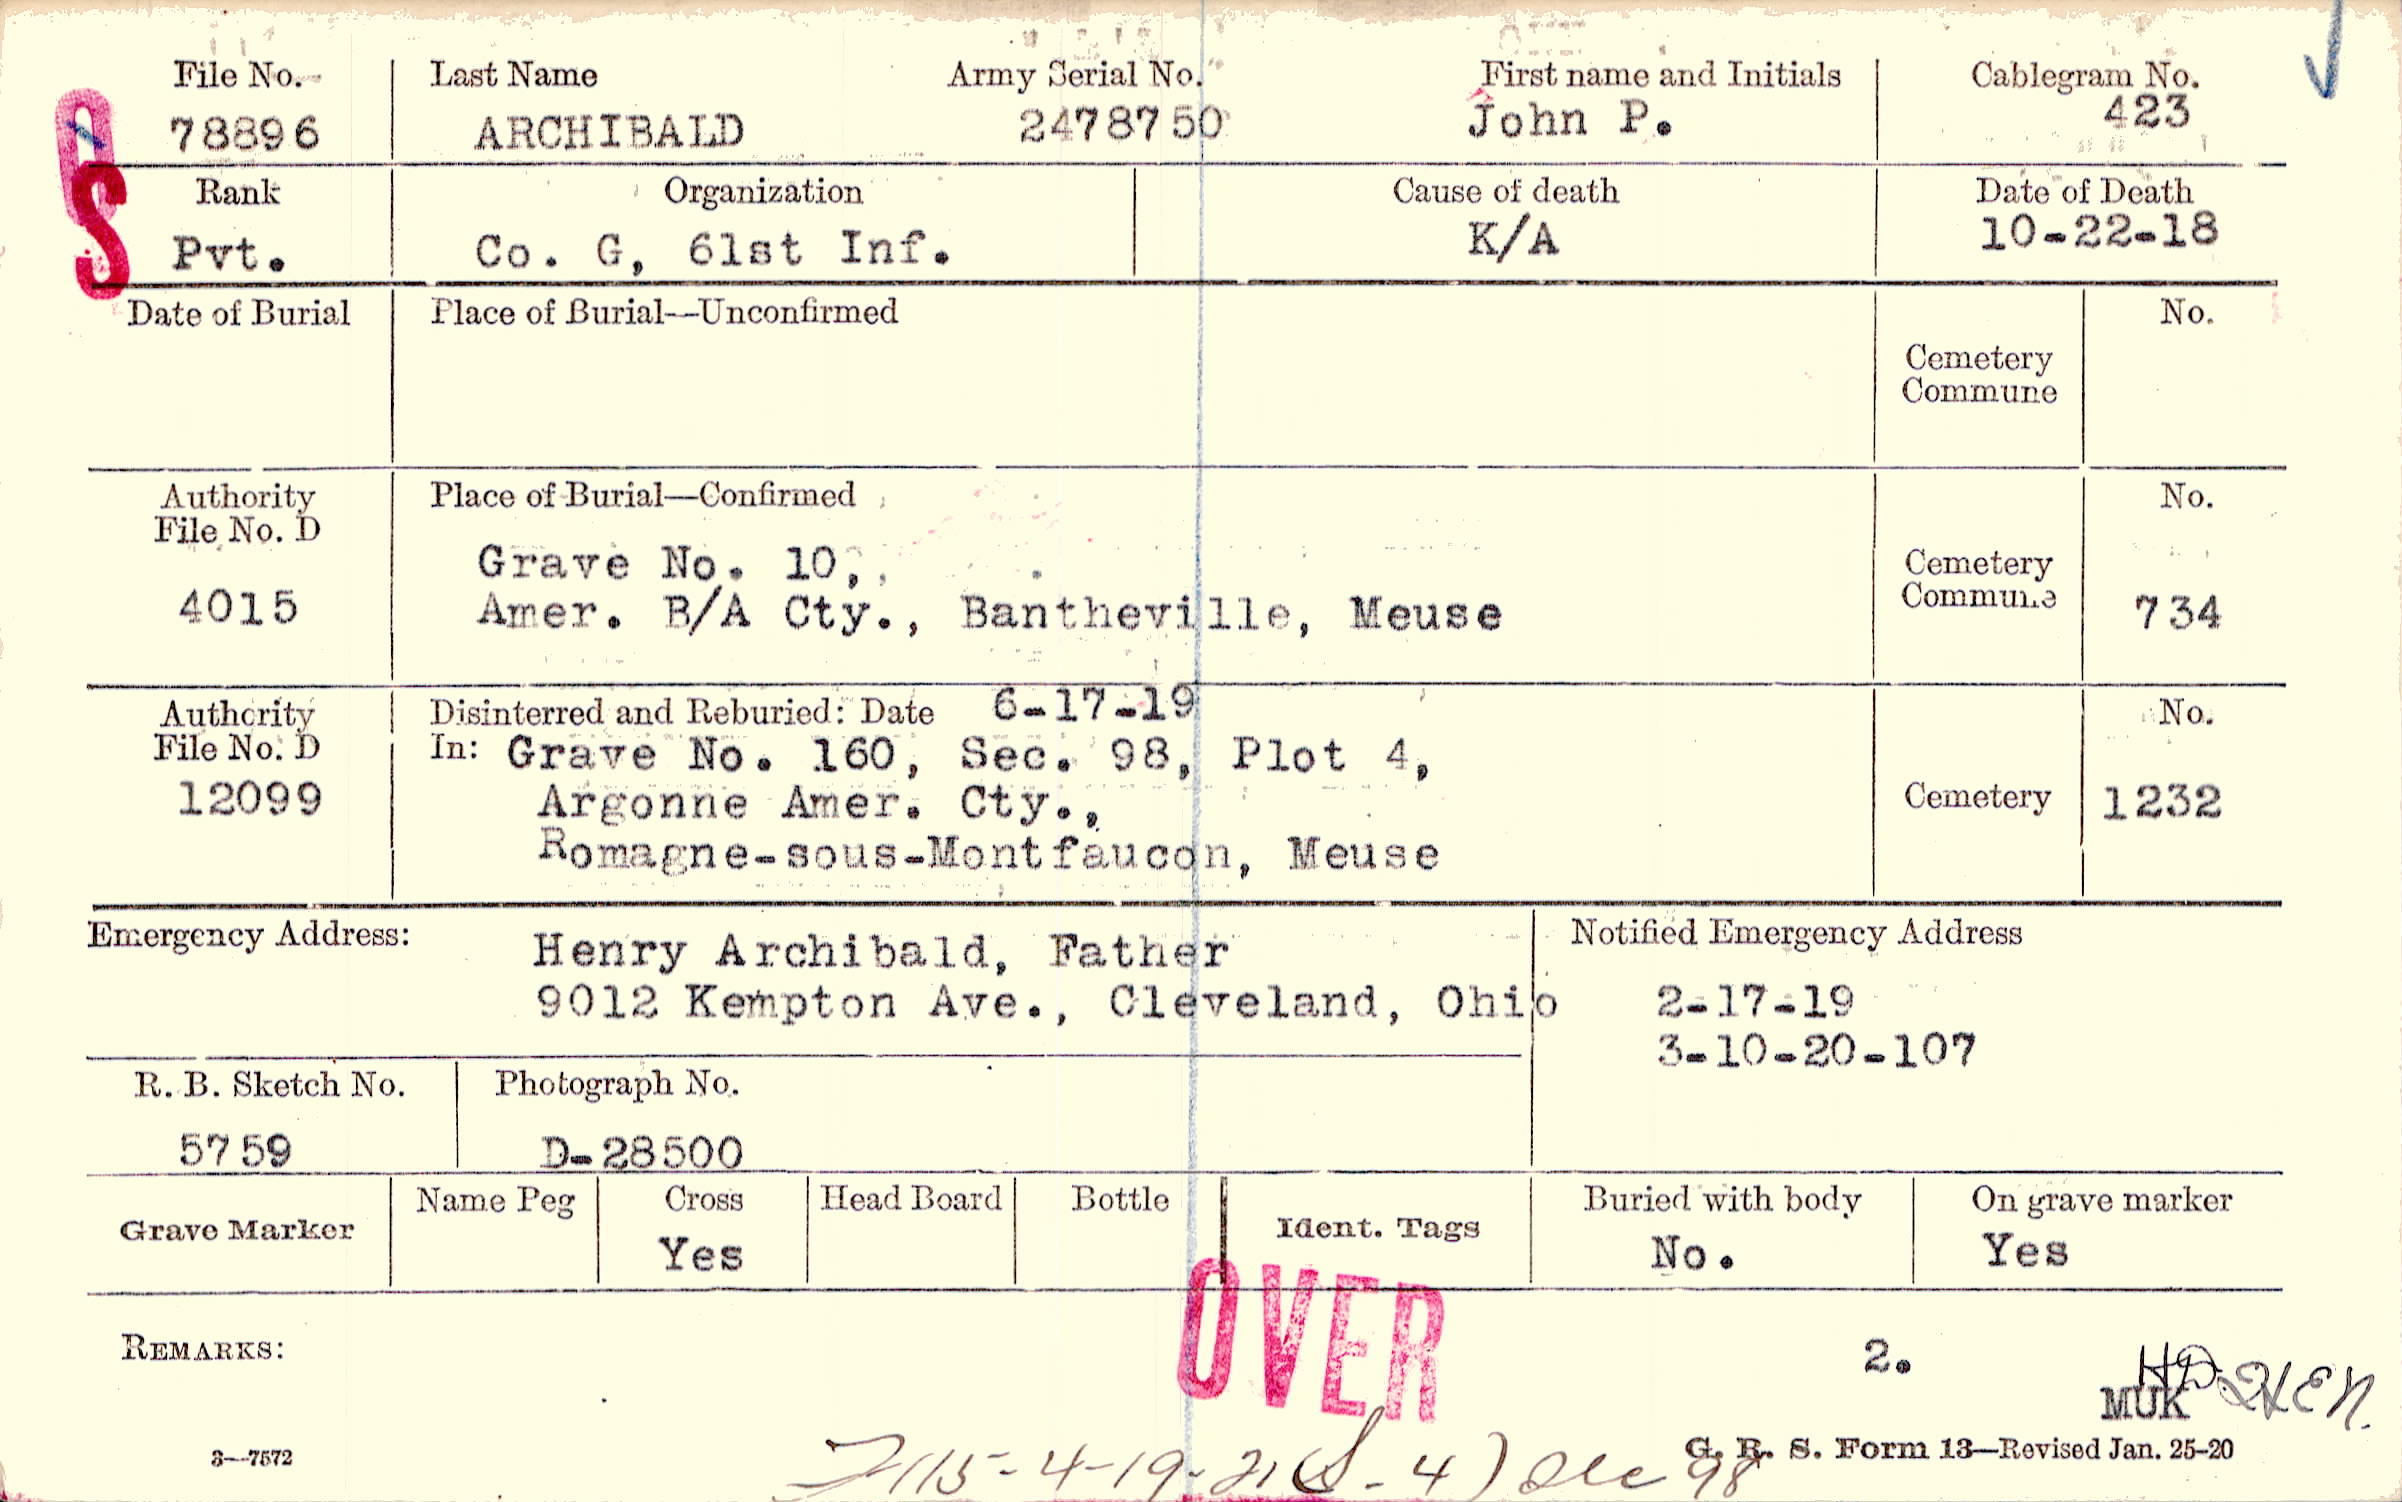 File No. Last Name Army Serial No. First name and Initials Cablegram No.
78896 ARCHIBALD 2478750 John P. 423
OS
Rank Organization Cause of death Date of Death
Pvt. Co. G, 61st Inf. K/A 10-22-18
Date of Burial Place of Burial—Unconfirmed No.
Cemetery
Commune
Authority Place of Burial—Confirmed No.
File No. D
Grave No. 10, Cemetery
4015 Amer. B/A Cty., Bantheville, Meuse Commune 734
Authority Disinterred and Reburied: Date 6-17-19 No.
File No. D In: Grave No. 160, Sec. 98, Plot 4,
12099 Argonne Amer. Cty., Cemetery 1232
Romagne-sous-Montfaucon, Meuse
Emergency Address: Henry Archibald, Father Notified Emergency Address
9012 Kempton Ave., Cleveland, Ohio 2-17-19
3-10-20-107
R. B. Sketch No. Photograph No.
5759 D-28500
Grave Marker Name Peg Cross Head Board Bottle Ident. Tags Buried with body On grave marker
Yes No. Yes
OVER
REMARKS: 2.
MUK
3—7572 G. R. S. Form 13—Revised Jan. 25-20